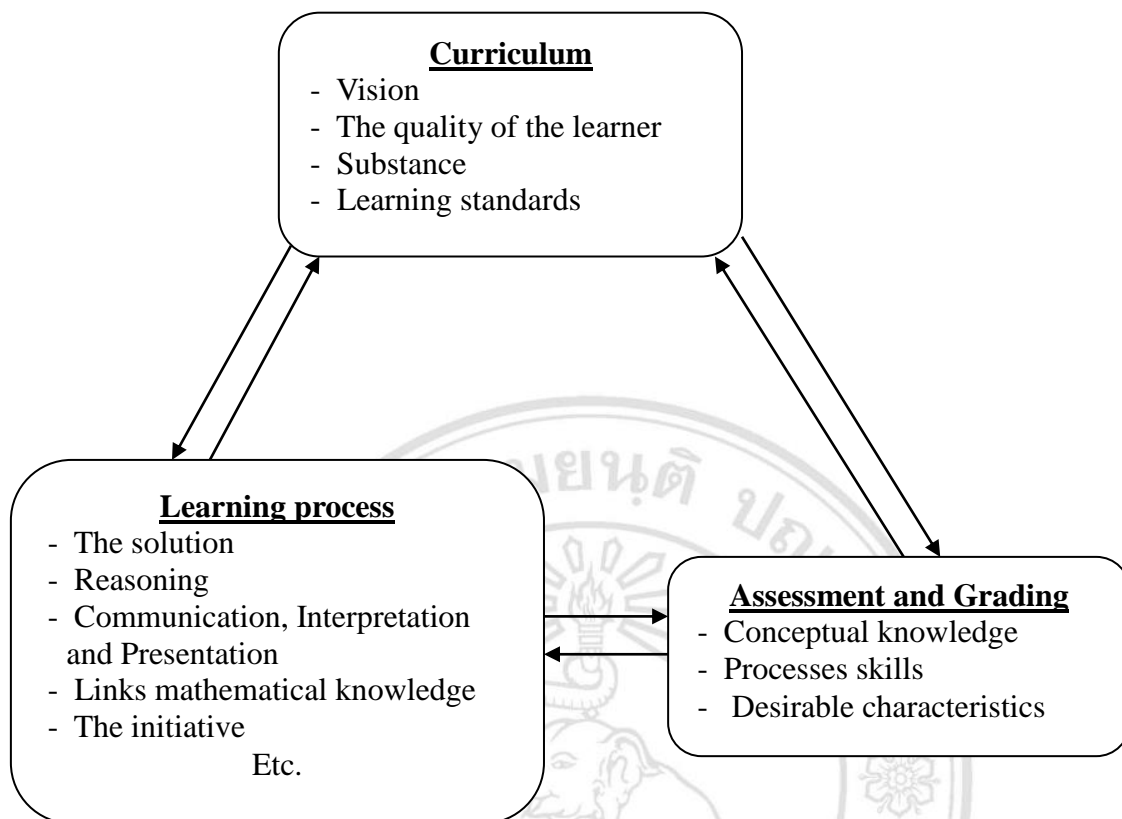 Curriculum
- Vision
- The quality of the learner
- Substance
- Learning standards
Learning process
- The solution
- Reasoning
- Communication, Interpretation
and Presentation
- Links mathematical knowledge
- The initiative
Etc.
Assessment and Grading
- Conceptual knowledge
- Processes skills
- Desirable characteristics